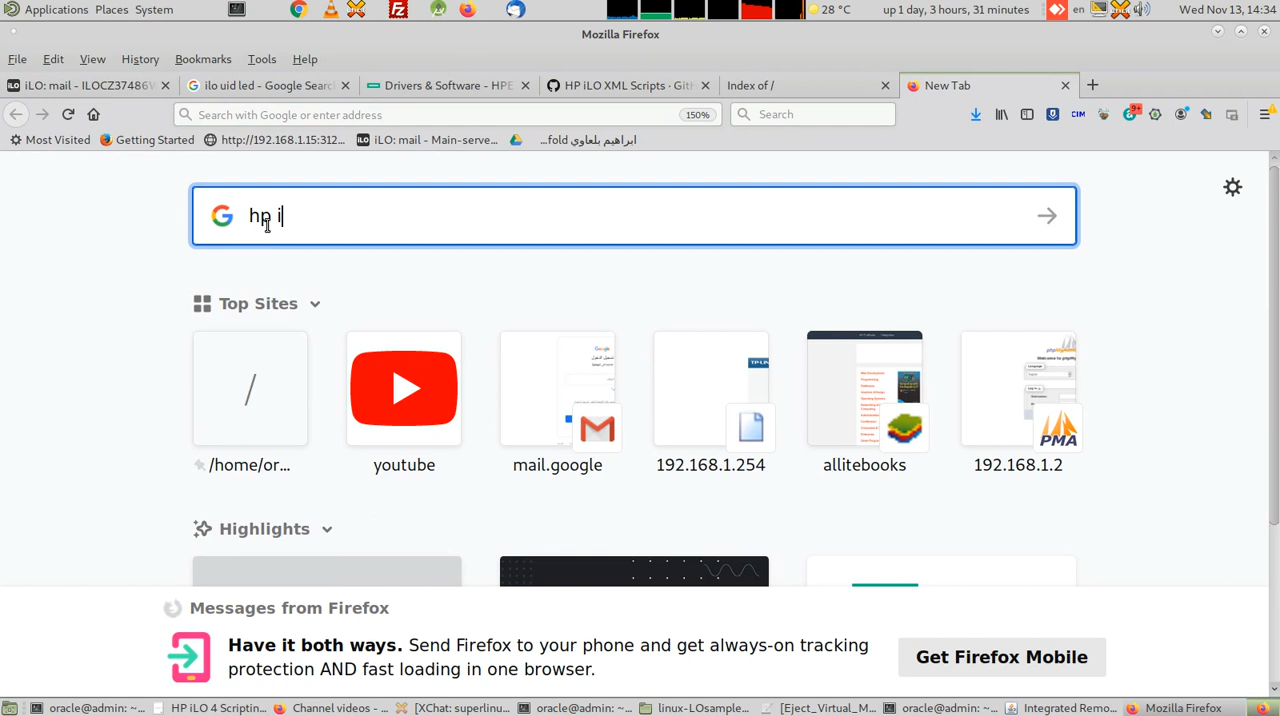 Applications Places System
28 °C
up 1 day, 3 hours, 31 minutes
en
Wed Nov 13, 14:34
Mozilla Firefox
File Edit View History Bookmarks Tools Help
iLO: mail - ILOCZ37486V
ilo uid led - Google Searc
Drivers & Software - HPE
HP iLO XML Scripts · GitH
Index of /
New Tab
Search with Google or enter address
150%
Search
CIM
9+
Most Visited
Getting Started
http://192.168.1.15:312...
iLO: mail - Main-serve...
ابراهيم بلعاوي fold...
hp i
Top Sites
/
/home/or...
youtube
mail.google
192.168.1.254
allitebooks
192.168.1.2
TP-LIN
PMA
Highlights
Messages from Firefox
Have it both ways. Send Firefox to your phone and get always-on tracking
protection AND fast loading in one browser.
Get Firefox Mobile
oracle@admin: ~...
HP iLO 4 Scriptin...
Channel videos - ...
[XChat: superlinu...
oracle@admin: ~...
linux-LOsample...
[Eject_Virtual_M...
oracle@admin: ~...
Integrated Remo...
Mozilla Firefox